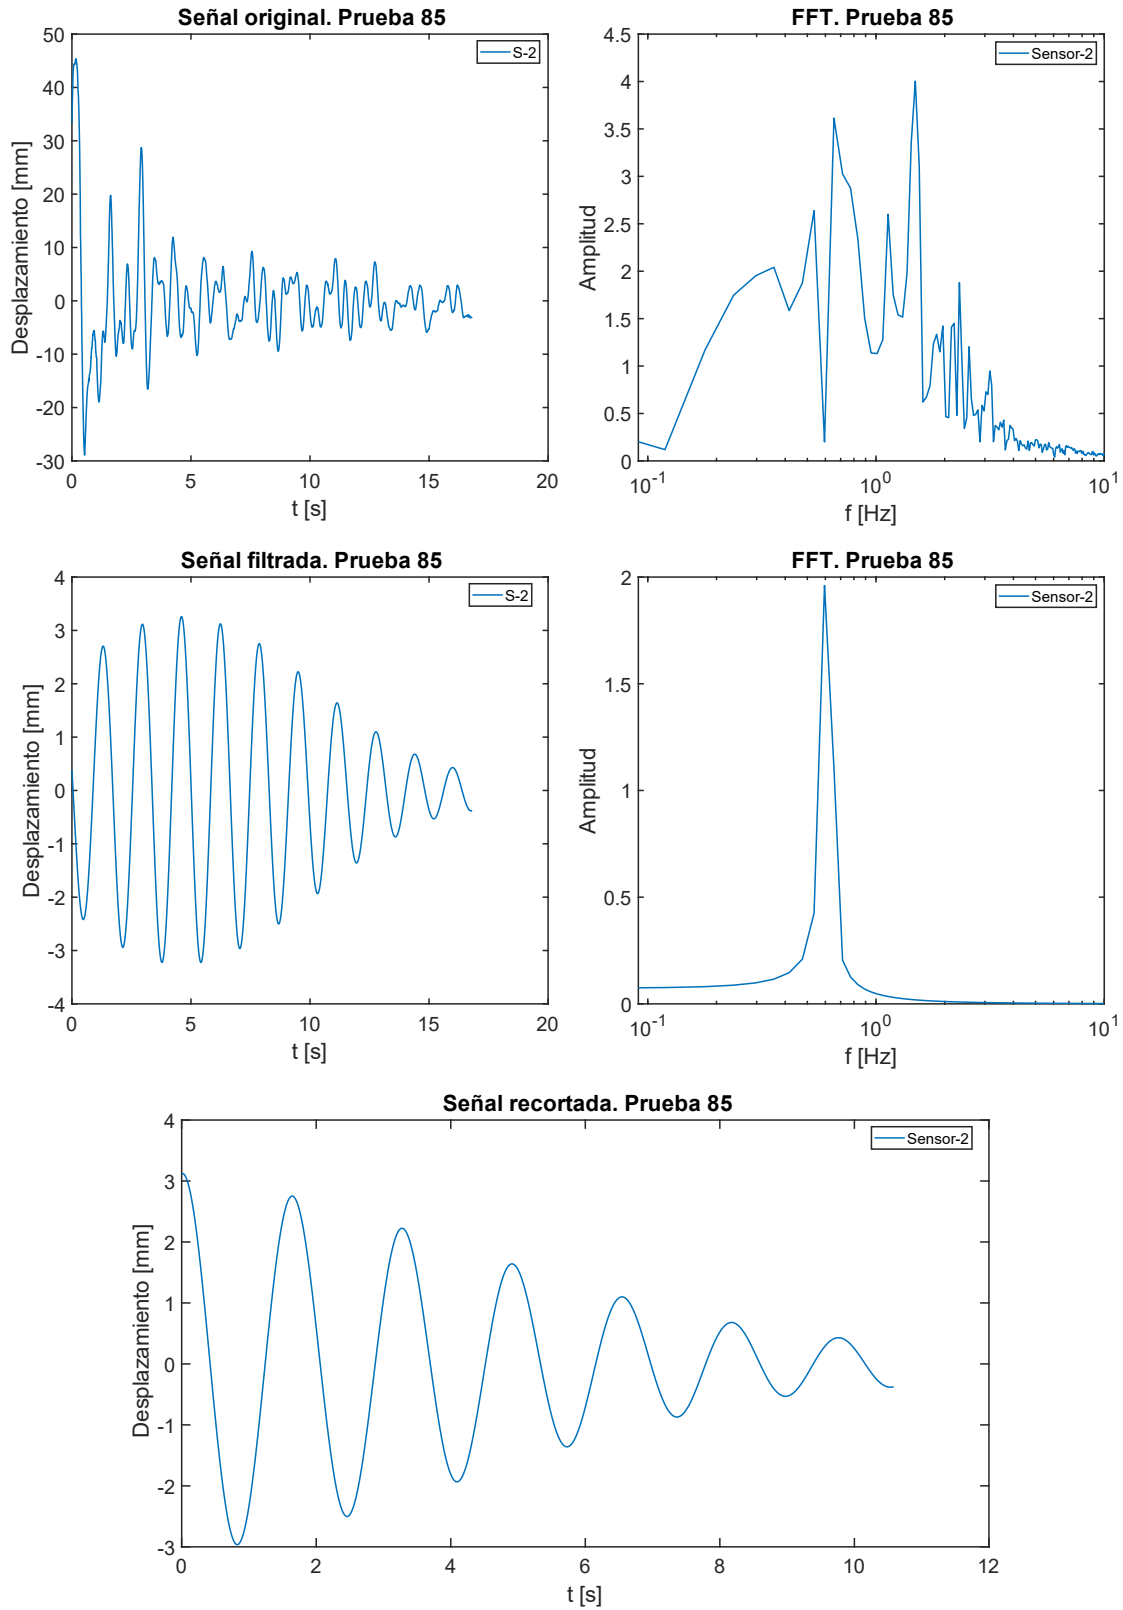 Señal original. Prueba 85
50
40
30
20
10
0
-10
-20
-30
0 5 10 15 20
Desplazamiento [mm]
t [s]
S-2
FFT. Prueba 85
4.5
4
3.5
3
2.5
2
1.5
1
0.5
0
10-1 100 101
Amplitud
f [Hz]
Sensor-2
Señal filtrada. Prueba 85
4
3
2
1
0
-1
-2
-3
-4
0 5 10 15 20
Desplazamiento [mm]
t [s]
S-2
FFT. Prueba 85
2
1.5
1
0.5
0
10-1 100 101
Amplitud
f [Hz]
Sensor-2
Señal recortada. Prueba 85
4
3
2
1
0
-1
-2
-3
0 2 4 6 8 10 12
Desplazamiento [mm]
t [s]
Sensor-2